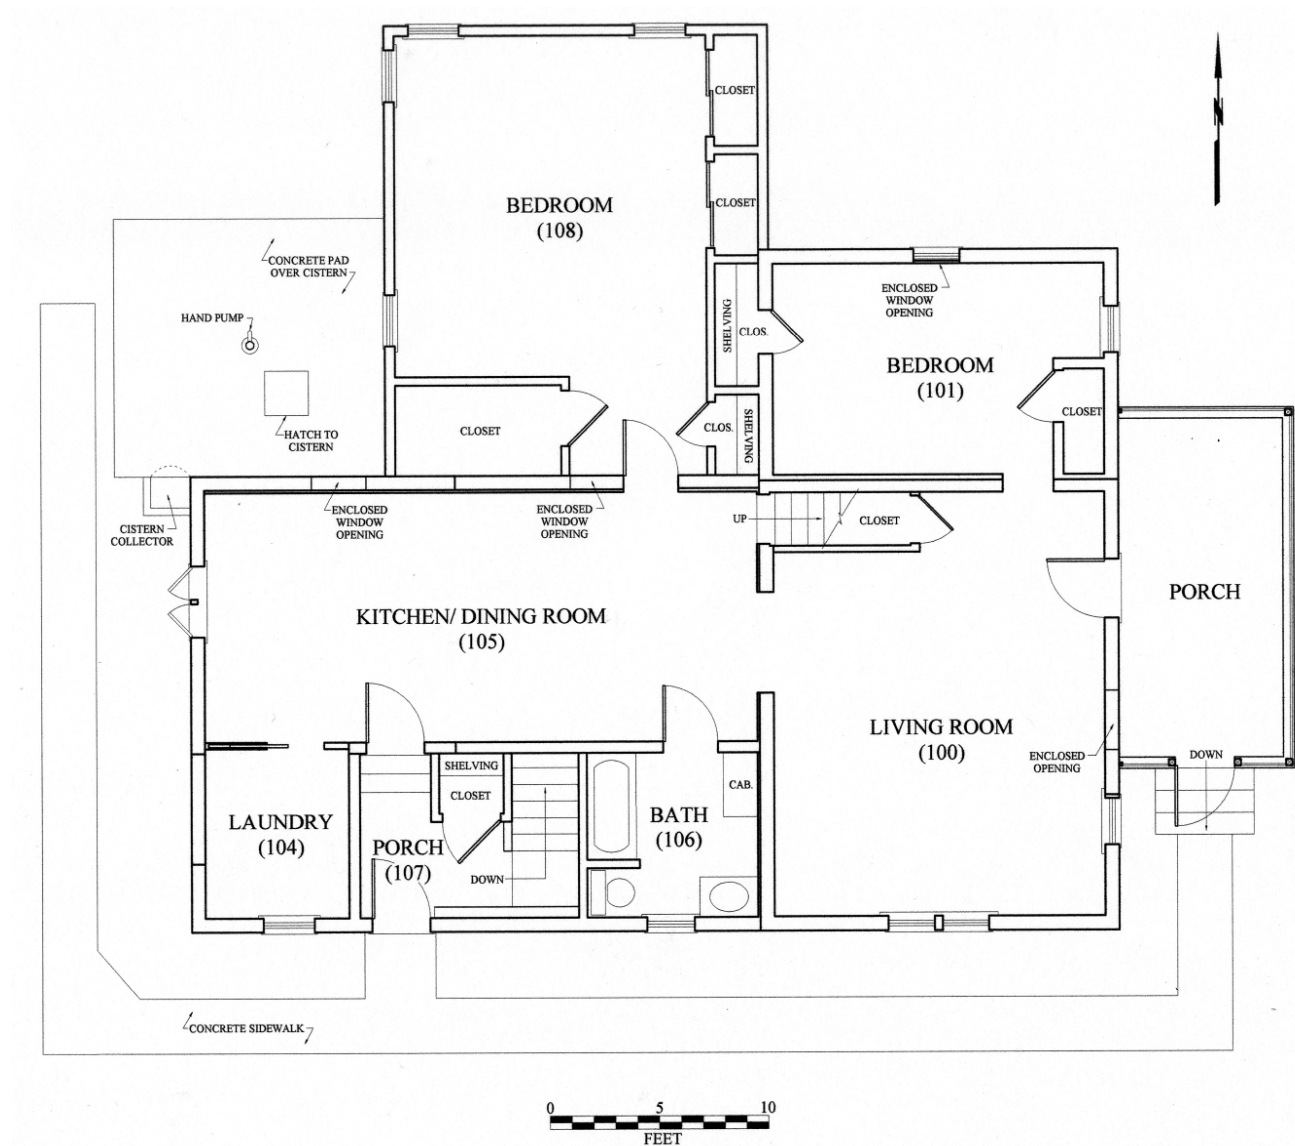 CLOSET
N
BEDROOM
(108)
CLOSET
CONCRETE PAD
OVER CISTERN
HAND PUMP
SHELVING
CLOS.
ENCLOSED
WINDOW
OPENING
BEDROOM
(101)
CLOSET
CLOSET
CLOS.
SHELVING
HATCH TO
CISTERN
CISTERN
COLLECTOR
ENCLOSED
WINDOW
OPENING
ENCLOSED
WINDOW
OPENING
UP
CLOSET
PORCH
KITCHEN/ DINING ROOM
(105)
LIVING ROOM
(100)
ENCLOSED
OPENING
DOWN
SHELVING
CLOSET
CAB.
LAUNDRY
(104)
PORCH
(107)
DOWN
BATH
(106)
CONCRETE SIDEWALK
0 5 10
FEET